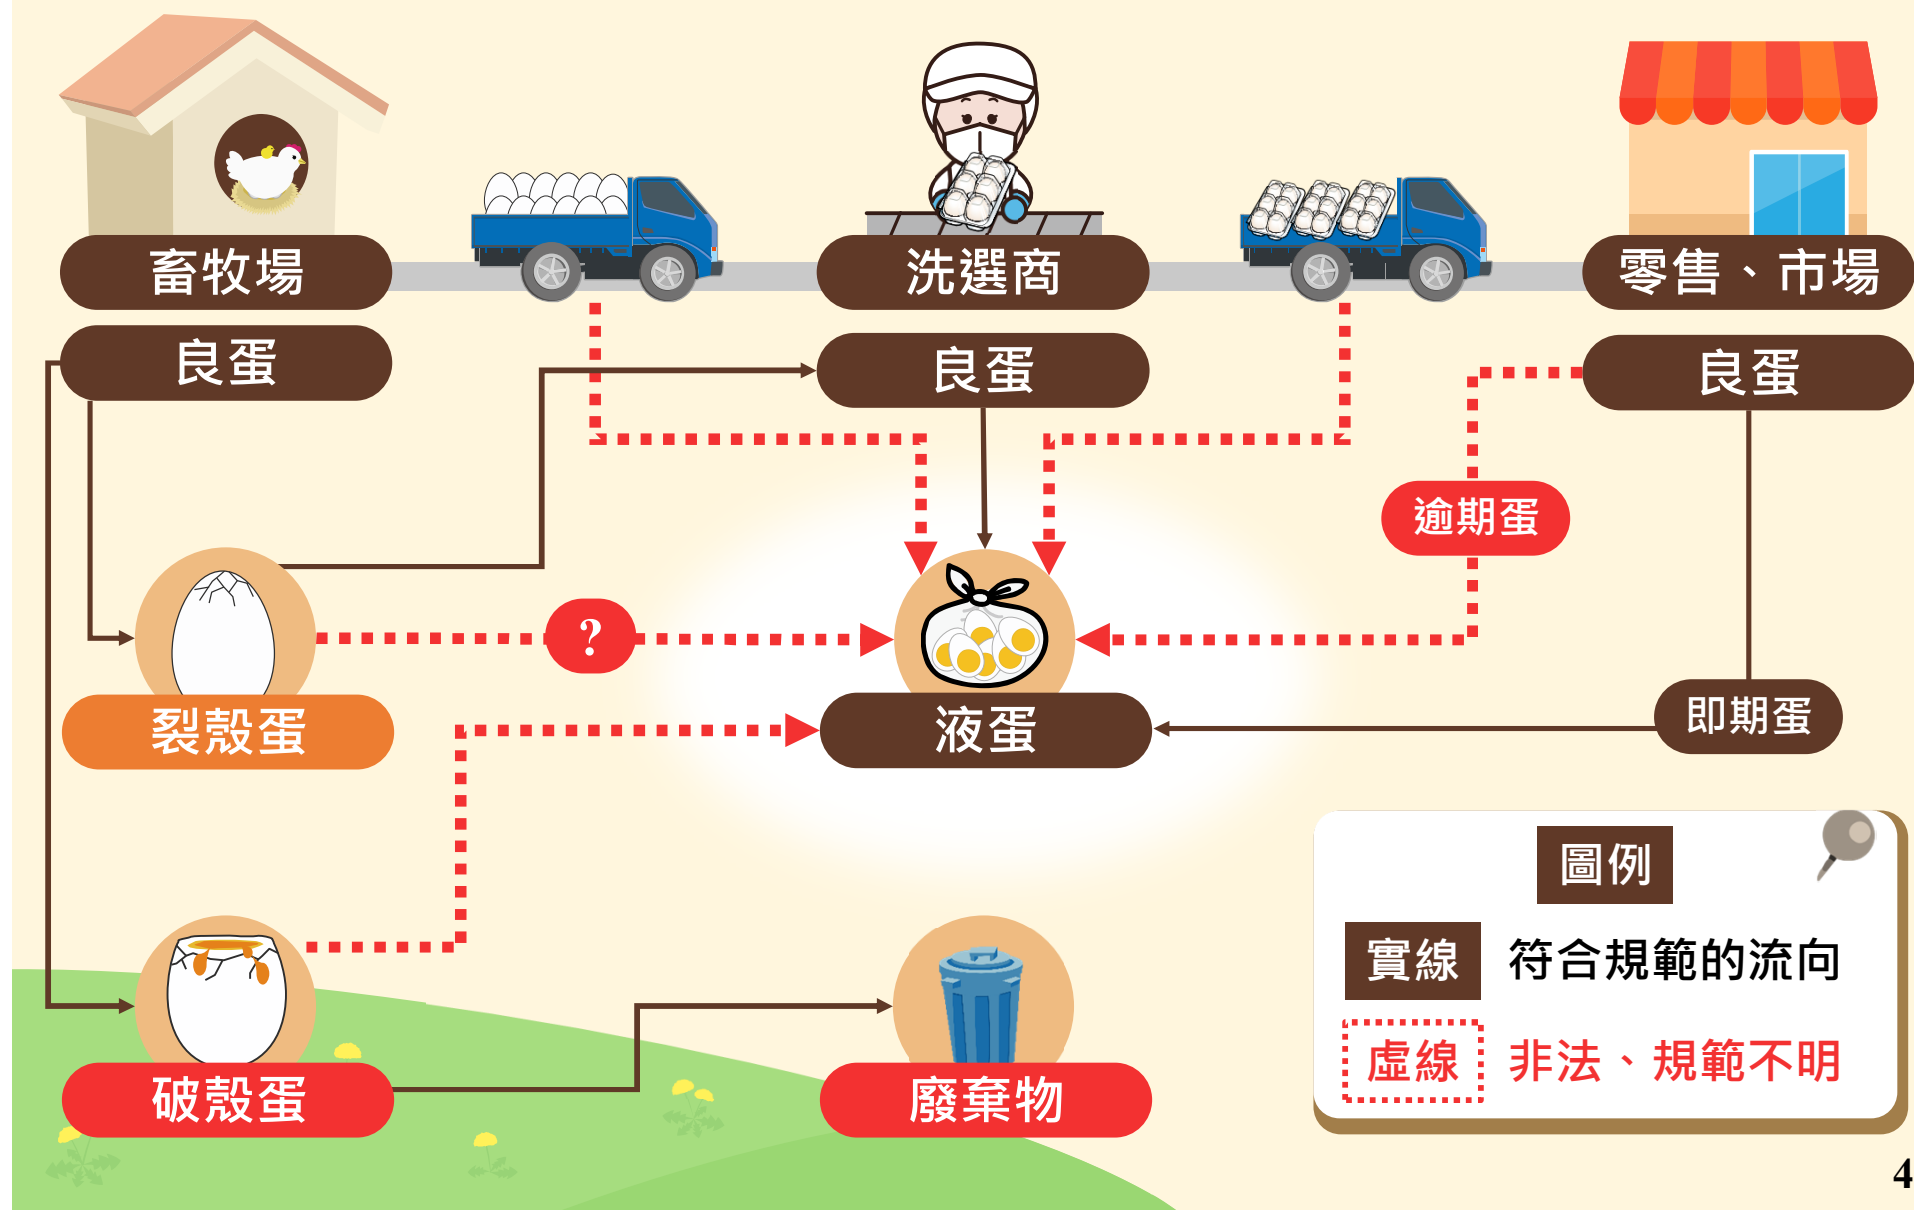 畜牧場
洗選商
零售、市場
良蛋
良蛋
良蛋
逾期蛋
?
裂殼蛋
液蛋
即期蛋
圖例
實線 符合規範的流向
虛線 非法、規範不明
破殼蛋
廢棄物
4